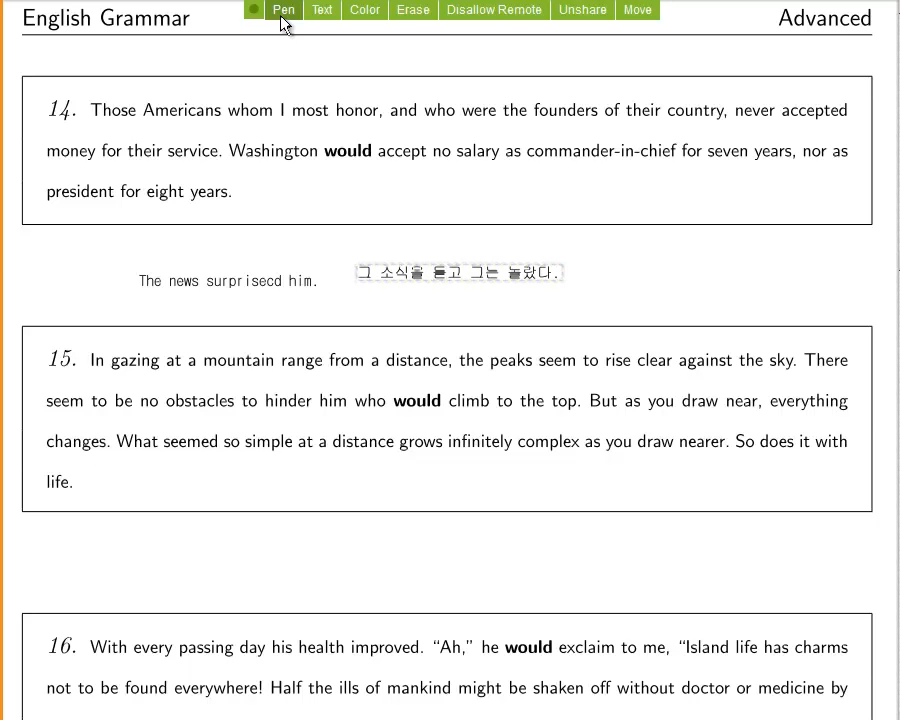 Pen Text Color Erase Disallow Remote Unshare Move
English Grammar Advanced
14. Those Americans whom I most honor, and who were the founders of their country, never accepted
money for their service. Washington would accept no salary as commander-in-chief for seven years, nor as
president for eight years.
The news surprisecd him. 그 소식을 듣고 그는 놀랐다.
15. In gazing at a mountain range from a distance, the peaks seem to rise clear against the sky. There
seem to be no obstacles to hinder him who would climb to the top. But as you draw near, everything
changes. What seemed so simple at a distance grows infinitely complex as you draw nearer. So does it with
life.
16. With every passing day his health improved. “Ah,” he would exclaim to me, “Island life has charms
not to be found everywhere! Half the ills of mankind might be shaken off without doctor or medicine by